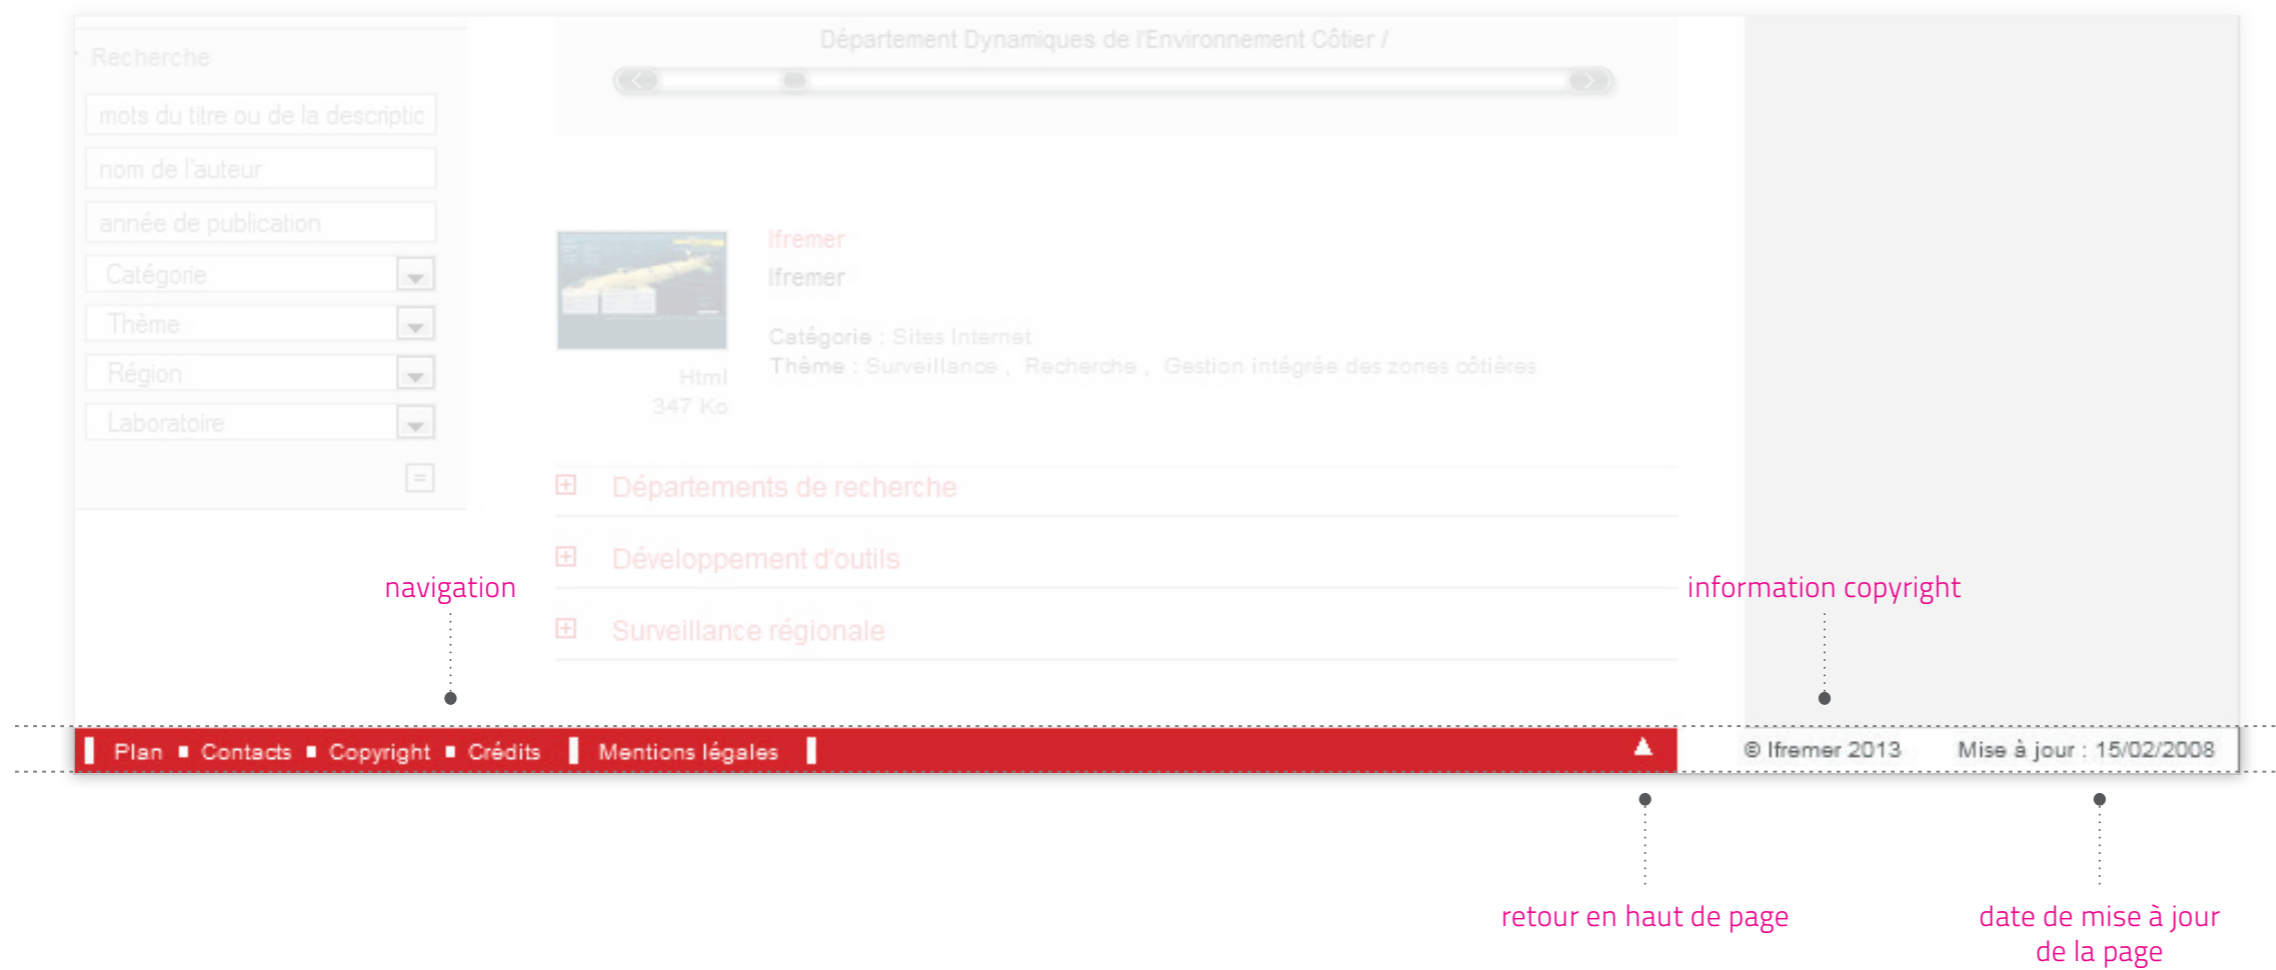 Département Dynamiques de l'Environnement Côtier /
Recherche
mots du titre ou de la descriptic
nom de l'auteur
année de publication
Catégorie
Thème
Région
Laboratoire
Ifremer
Ifremer
Catégorie : Sites Internet
Thème : Surveillance , Recherche , Gestion intégrée des zones côtières
Html
347 Ko
Départements de recherche
Développement d'outils
Surveillance régionale
navigation
information copyright
Plan Contacts Copyright Crédits Mentions légales
© Ifremer 2013 Mise à jour : 15/02/2008
retour en haut de page
date de mise à jour
de la page